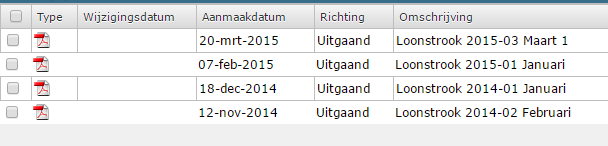 Type Wijzigingsdatum Aanmaakdatum Richting Omschrijving
20-mrt-2015 Uitgaand Loonstrook 2015-03 Maart 1
07-feb-2015 Uitgaand Loonstrook 2015-01 Januari
18-dec-2014 Uitgaand Loonstrook 2014-01 Januari
12-nov-2014 Uitgaand Loonstrook 2014-02 Februari